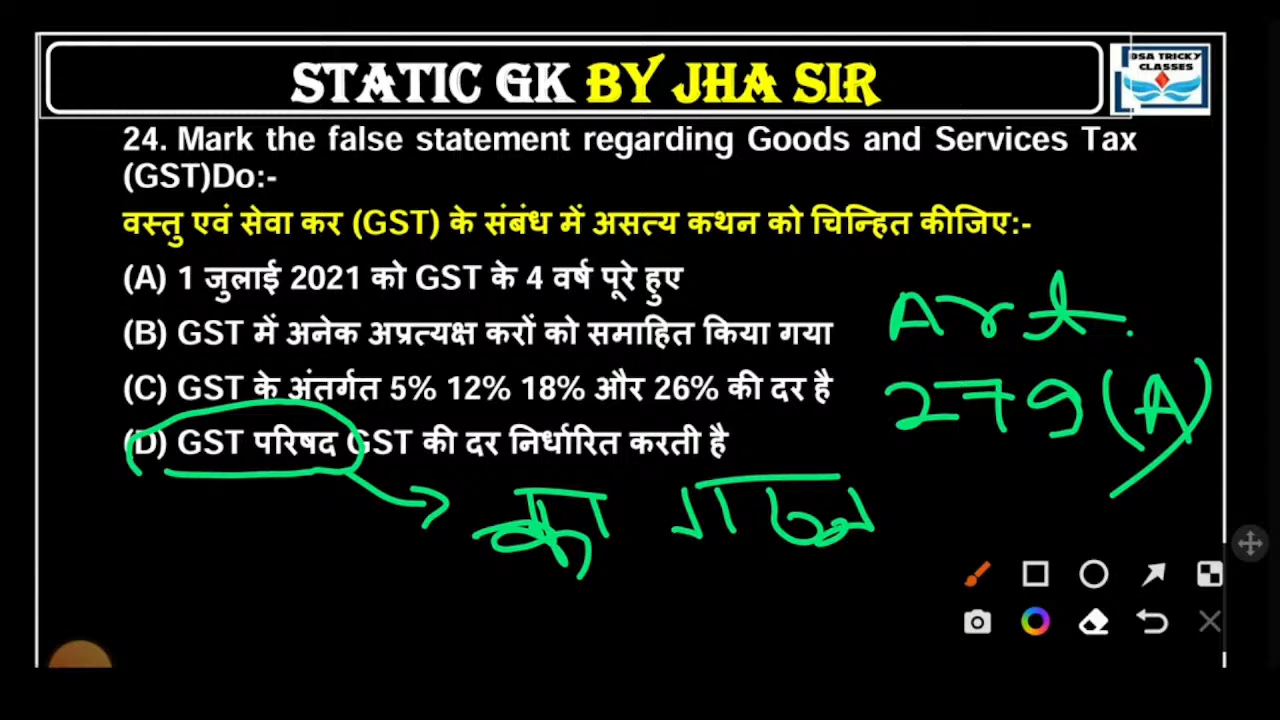 STATIC GK BY JHA SIR
DSA TRICKY
CLASSES
24. Mark the false statement regarding Goods and Services Tax
(GST)Do:-
वस्तु एवं सेवा कर (GST) के संबंध में असत्य कथन को चिन्हित कीजिए:-
(A) 1 जुलाई 2021 को GST के 4 वर्ष पूरे हुए
(B) GST में अनेक अप्रत्यक्ष करों को समाहित किया गया
(C) GST के अंतर्गत 5% 12% 18% और 26% की दर है
(D) GST परिषद GST की दर निर्धारित करती है
Art.
279(A)
का गठन